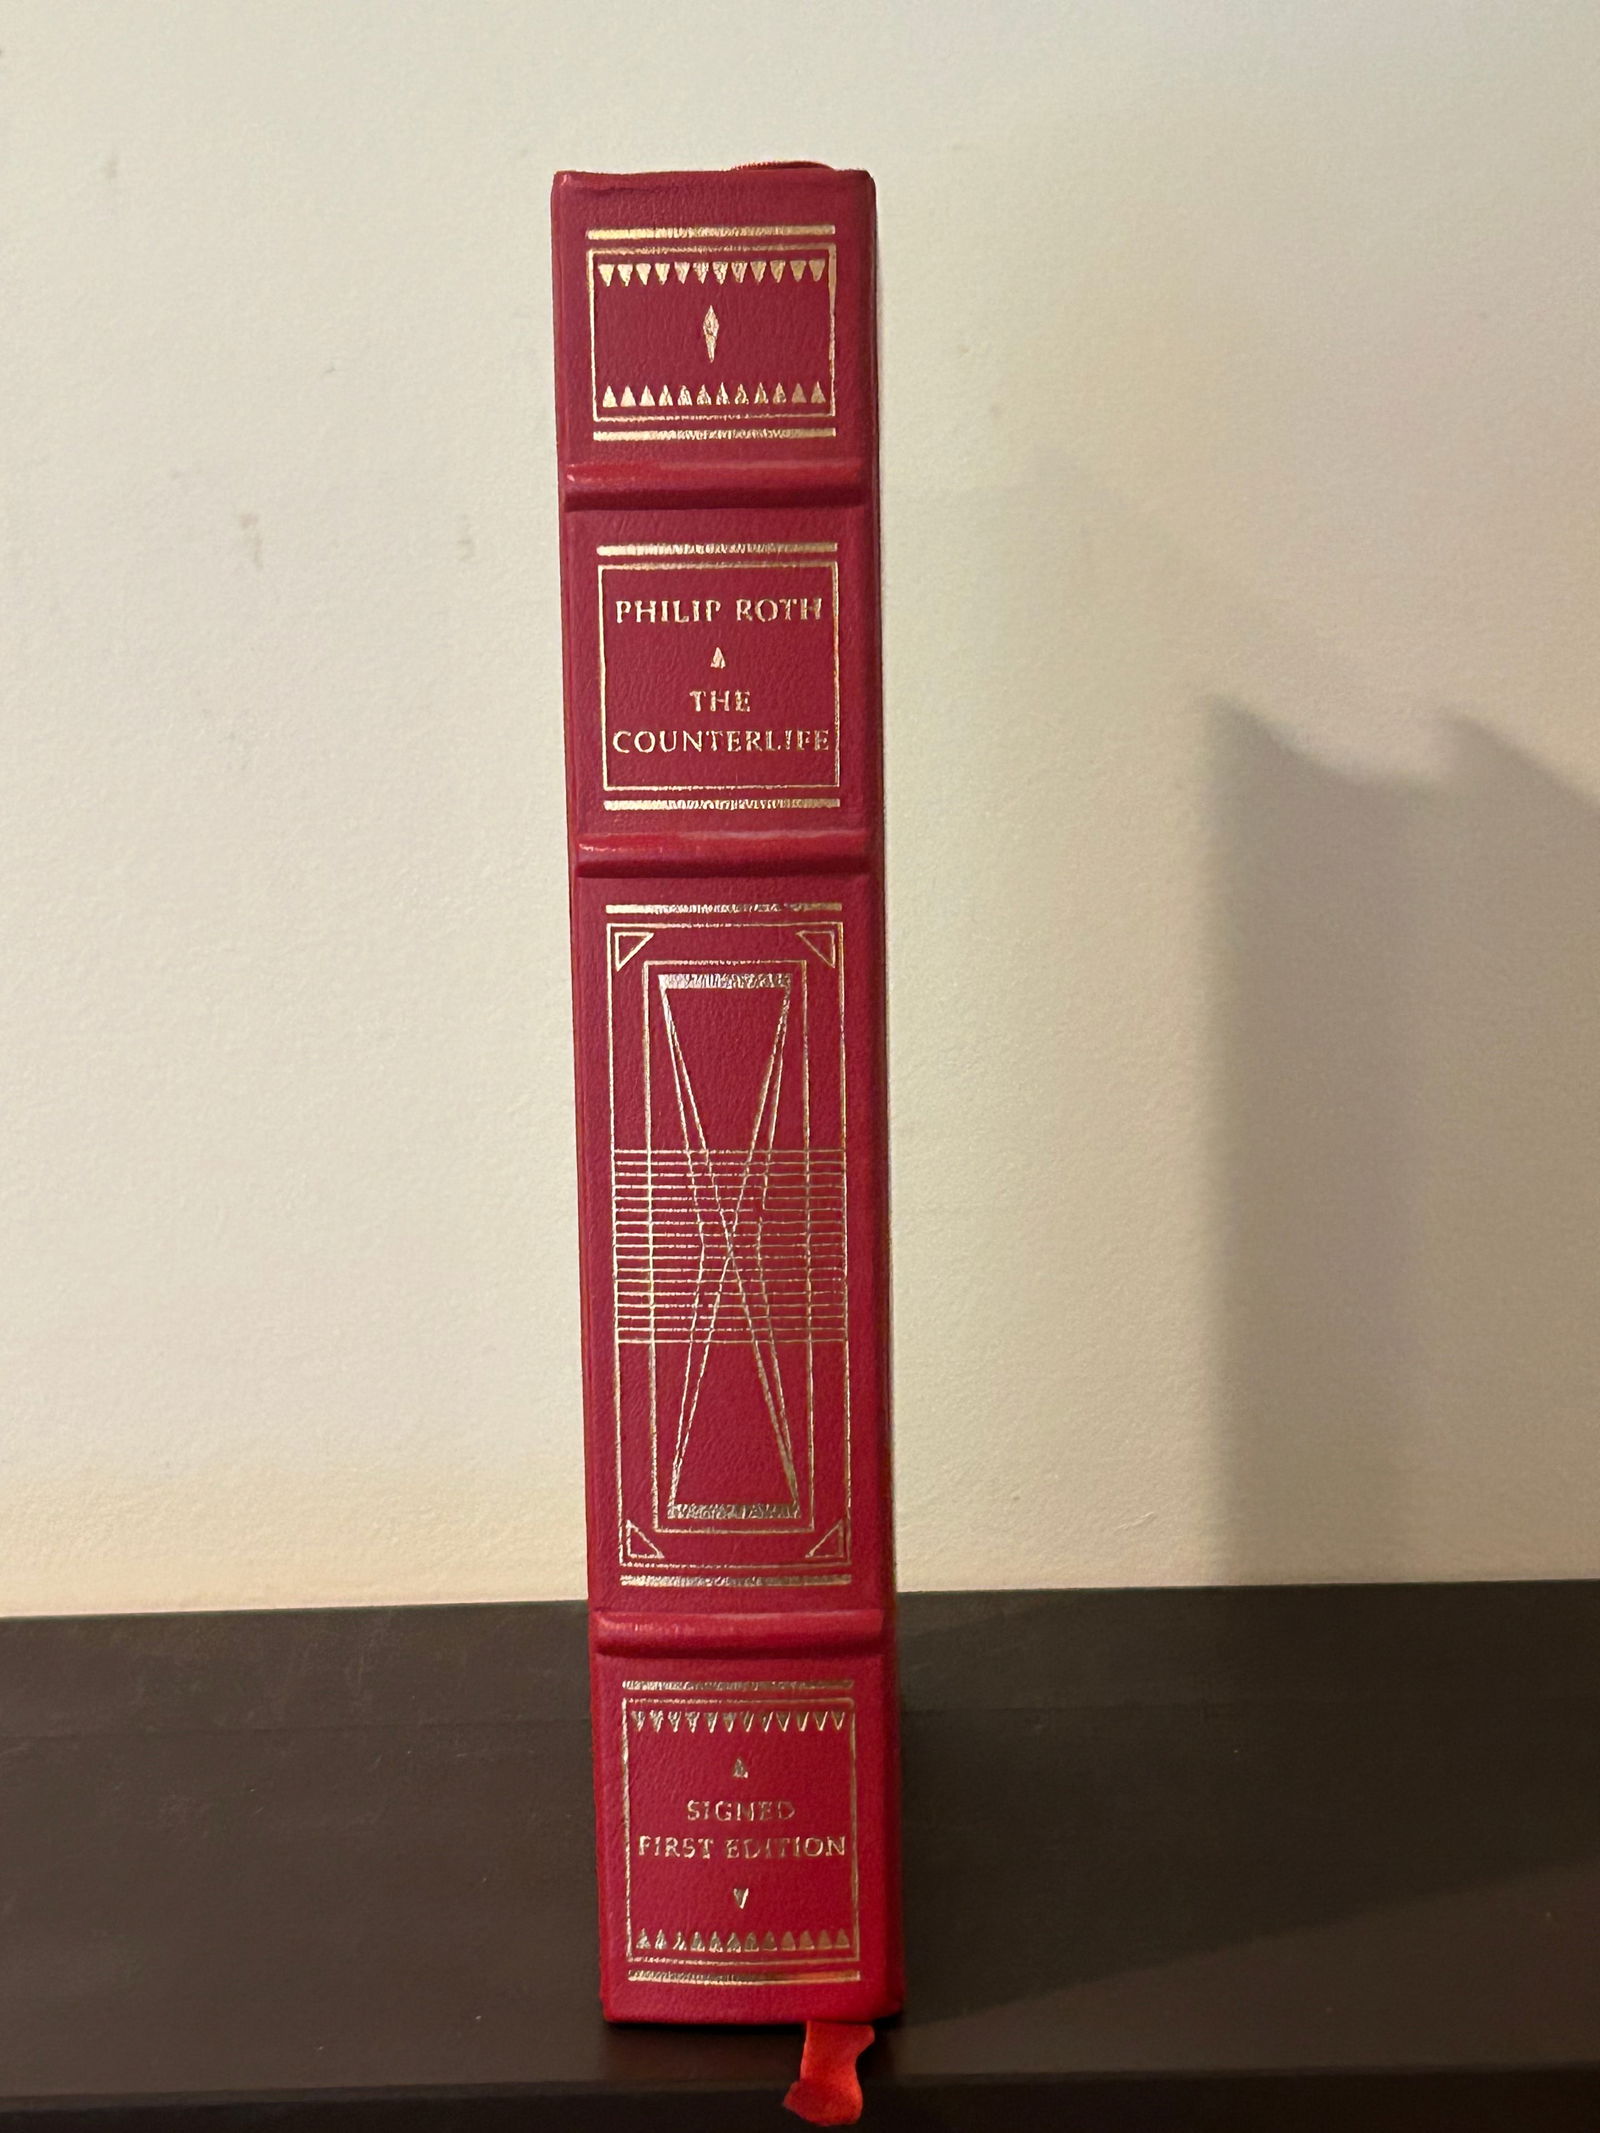 PHILIP ROTH
THE
COUNTERLIFE
SIGNED
FIRST EDITION